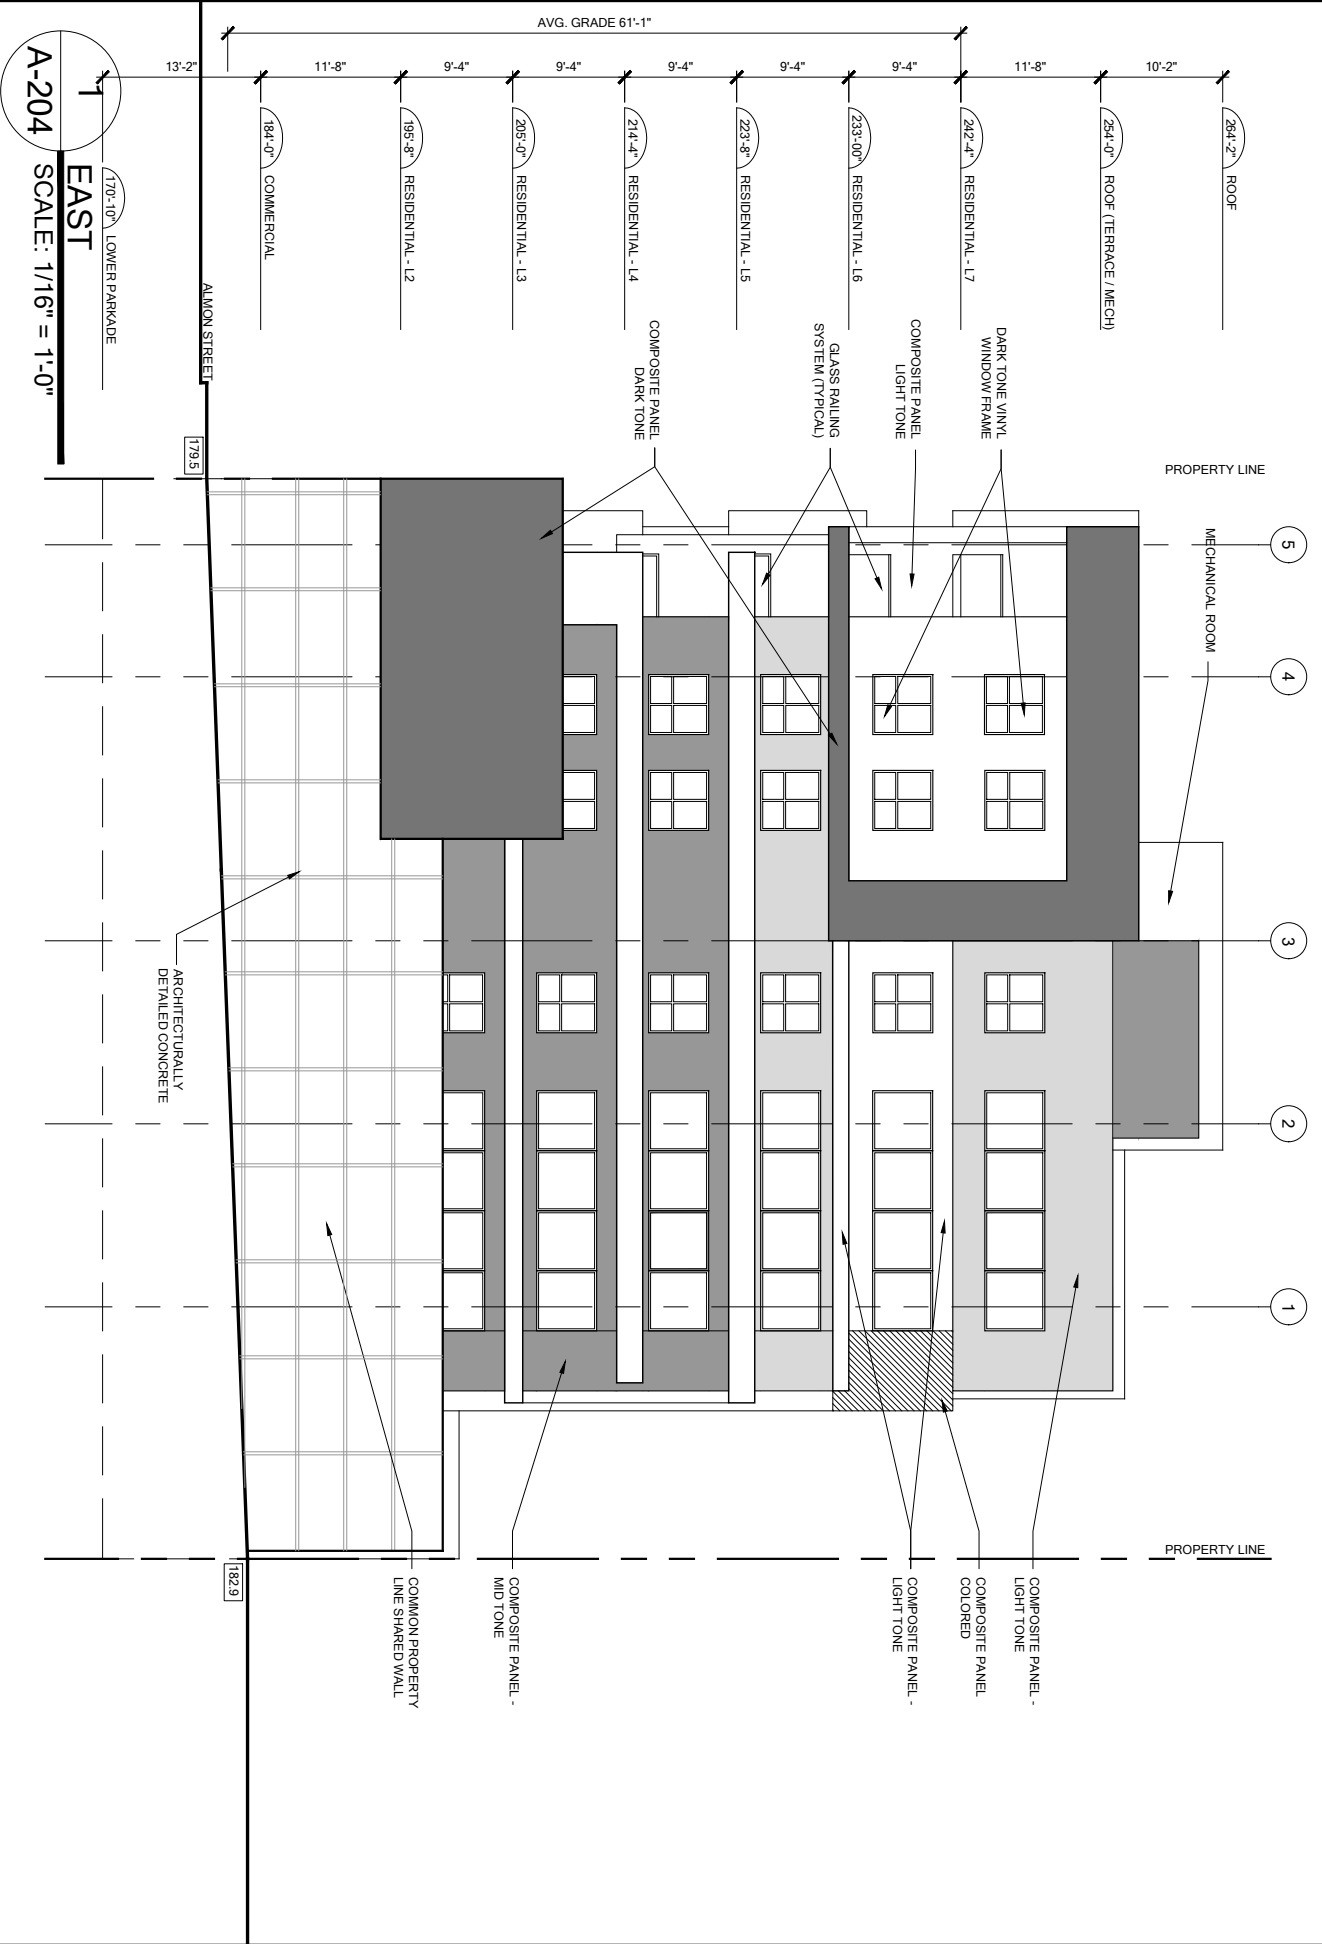 AVG. GRADE 61'-1"
13'-2"
11'-8"
9'-4"
9'-4"
9'-4"
9'-4"
9'-4"
11'-8"
10'-2"
264'-2" ROOF
254'-0" ROOF (TERRACE / MECH)
242'-4" RESIDENTIAL - L7
233'-00" RESIDENTIAL - L6
223'-8" RESIDENTIAL - L5
214'-4" RESIDENTIAL - L4
205'-0" RESIDENTIAL - L3
195'-8" RESIDENTIAL - L2
184'-0" COMMERCIAL
170'-10" LOWER PARKADE
ALMON STREET
179.5
182.9
PROPERTY LINE
PROPERTY LINE
5
4
3
2
1
MECHANICAL ROOM
DARK TONE VINYL
WINDOW FRAME
COMPOSITE PANEL
LIGHT TONE
GLASS RAILING
SYSTEM (TYPICAL)
COMPOSITE PANEL
DARK TONE
ARCHITECTURALLY
DETAILED CONCRETE
COMPOSITE PANEL -
LIGHT TONE
COMPOSITE PANEL
COLORED
COMPOSITE PANEL -
LIGHT TONE
COMPOSITE PANEL -
MID TONE
COMMON PROPERTY
LINE SHARED WALL
1
A-204
EAST
SCALE: 1/16" = 1'-0"